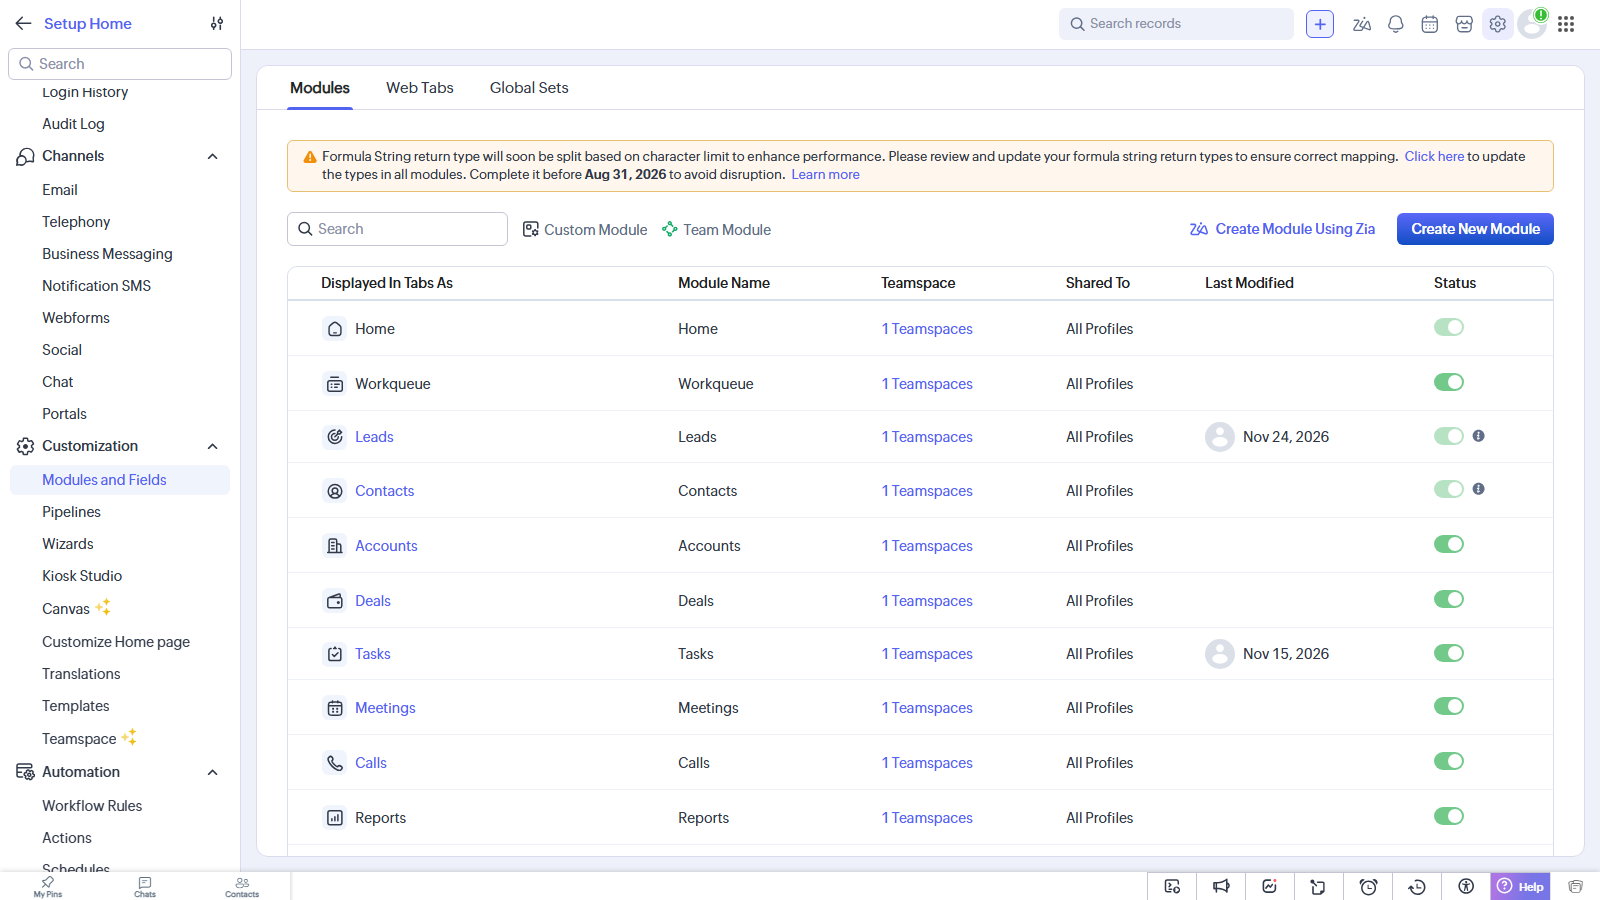 Setup Home
Search
Login History
Audit Log
Channels
Email
Telephony
Business Messaging
Notification SMS
Webforms
Social
Chat
Portals
Customization
Modules and Fields
Pipelines
Wizards
Kiosk Studio
Canvas
Customize Home page
Translations
Templates
Teamspace
Automation
Workflow Rules
Actions
Schedules
My Pins
Chats
Contacts
Search records
Modules
Web Tabs
Global Sets
Formula String return type will soon be split based on character limit to enhance performance. Please review and update your formula string return types to ensure correct mapping. Click here to update
the types in all modules. Complete it before Aug 31, 2026 to avoid disruption. Learn more
Search
Custom Module
Team Module
Create Module Using Zia
Create New Module
Displayed In Tabs As Module Name Teamspace Shared To Last Modified Status
Home Home 1 Teamspaces All Profiles
Workqueue Workqueue 1 Teamspaces All Profiles
Leads Leads 1 Teamspaces All Profiles Nov 24, 2026
Contacts Contacts 1 Teamspaces All Profiles
Accounts Accounts 1 Teamspaces All Profiles
Deals Deals 1 Teamspaces All Profiles
Tasks Tasks 1 Teamspaces All Profiles Nov 15, 2026
Meetings Meetings 1 Teamspaces All Profiles
Calls Calls 1 Teamspaces All Profiles
Reports Reports 1 Teamspaces All Profiles
Help